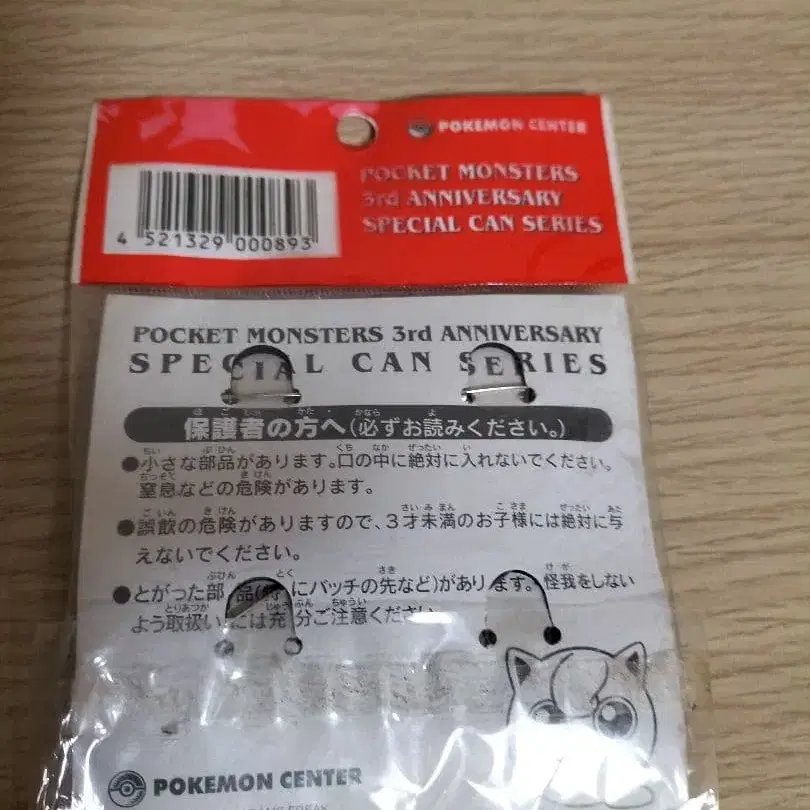 POKEMON CENTER
POCKET MONSTERS
3rd ANNIVERSARY
SPECIAL CAN SERIES
4 521329 000893
POCKET MONSTERS 3rd ANNIVERSARY
SPECIAL CAN SERIES
保護者の方へ(必ずお読みください。)
●小さな部品があります。口の中に絶対に入れないでください。
窒息などの危険があります。
●誤飲の危険がありますので、3才未満のお子様には絶対に与
えないでください。
●とがった部品(特にバッチの先など)があります。怪我をしない
よう取扱いには充分ご注意ください
POKEMON CENTER
GAME FREAK